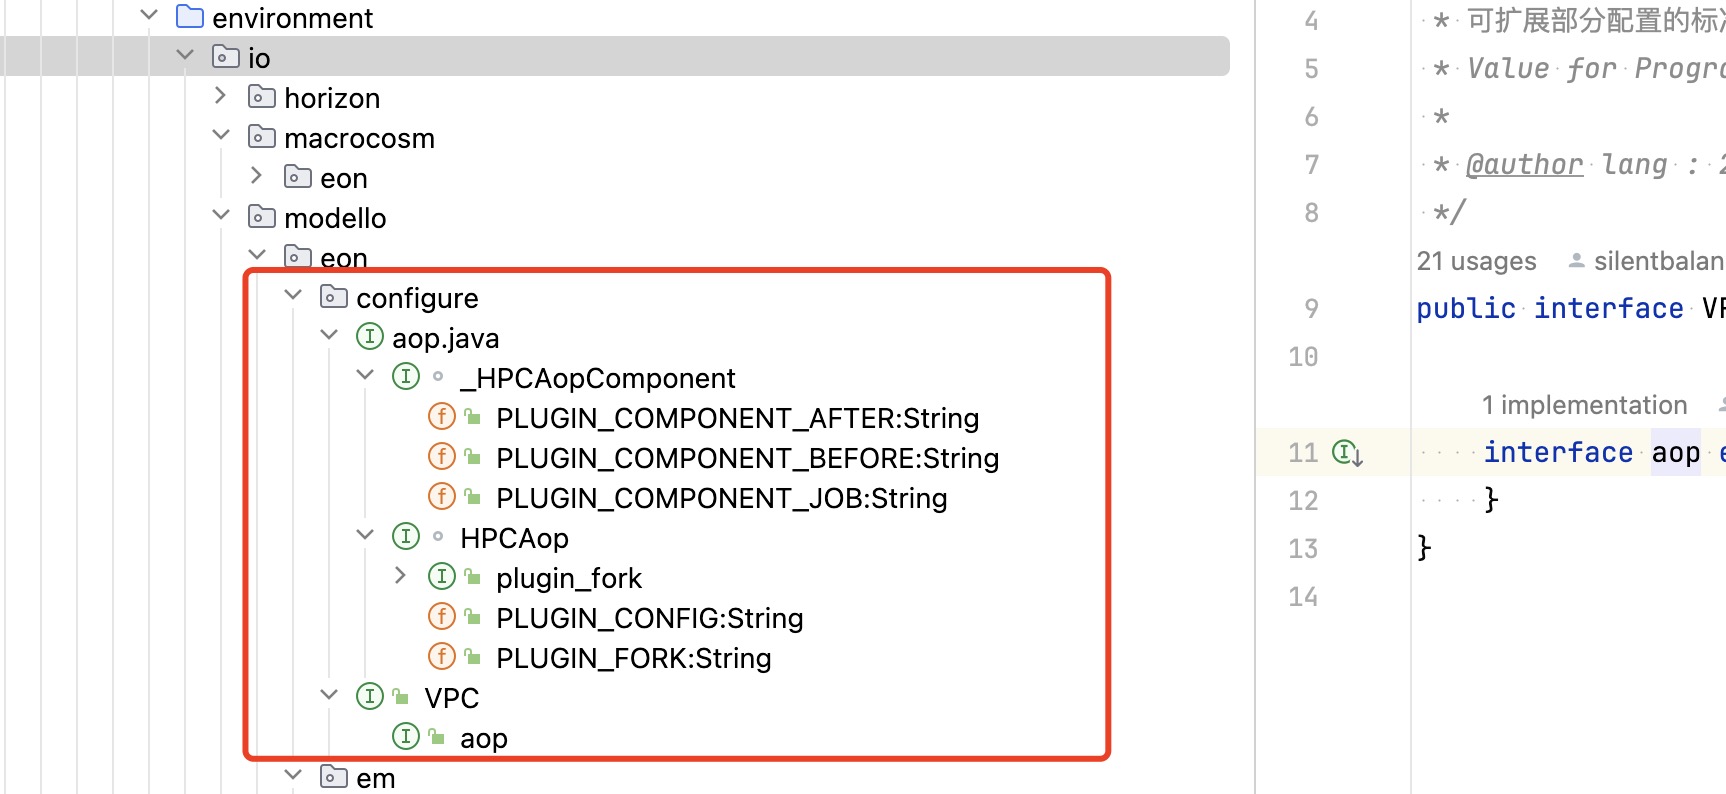 environment
io
horizon
macrocosm
eon
modello
eon
configure
aop.java
_HPCAopComponent
PLUGIN_COMPONENT_AFTER:String
PLUGIN_COMPONENT_BEFORE:String
PLUGIN_COMPONENT_JOB:String
HPCAop
plugin_fork
PLUGIN_CONFIG:String
PLUGIN_FORK:String
VPC
aop
em
4 * 可扩展部分配置的标
5 * Value for Progr
6 *
7 * @author lang :
8 */
21 usages silentbalan
9 public interface
10
1 implementation
11 interface aop
12 }
13 }
14